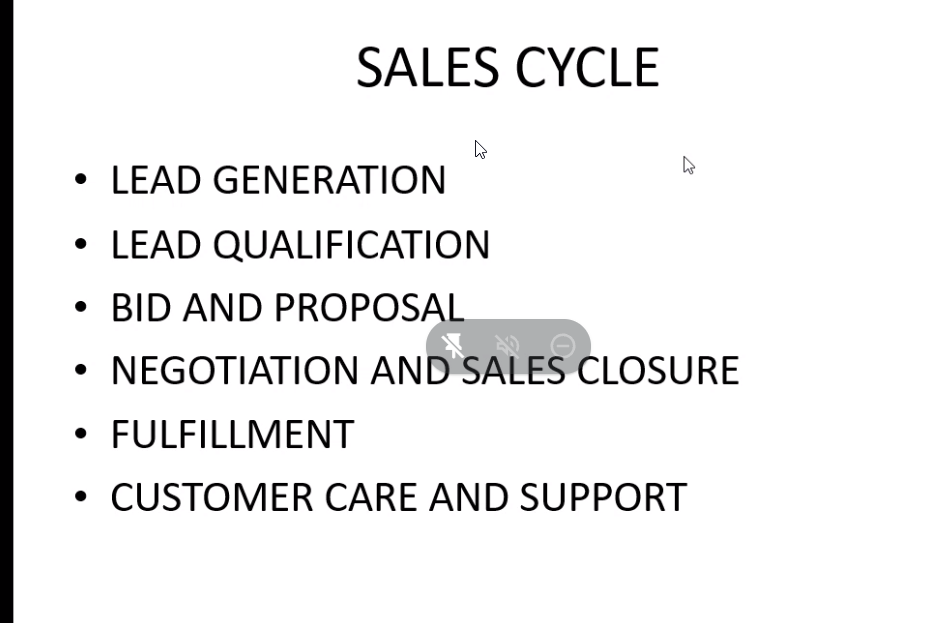 SALES CYCLE
• LEAD GENERATION
• LEAD QUALIFICATION
• BID AND PROPOSAL
• NEGOTIATION AND SALES CLOSURE
• FULFILLMENT
• CUSTOMER CARE AND SUPPORT